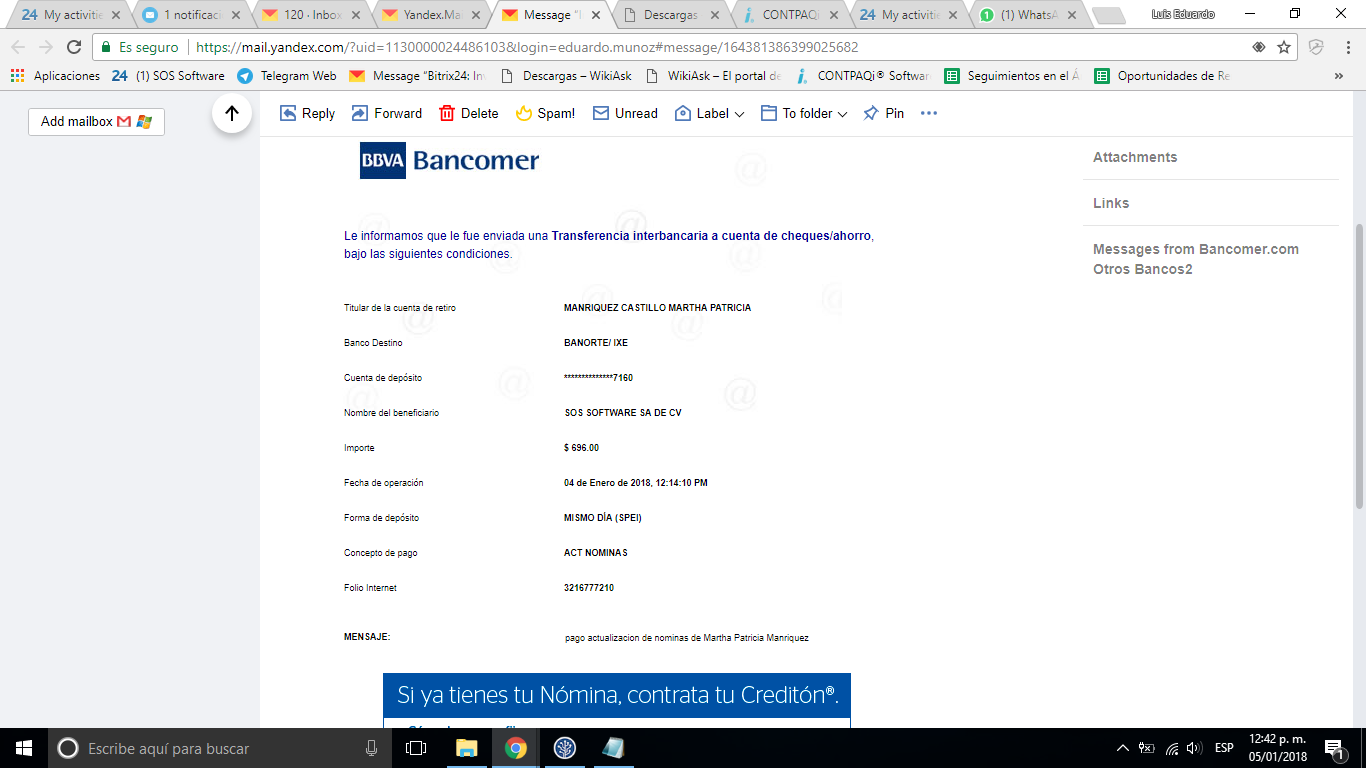 My activitie
1 notificac
120 · Inbox
Yandex.Ma
Message "
Descargas
CONTPAQi
My activitie
(1) WhatsA
Luis Eduardo
Es seguro
https://mail.yandex.com/?uid=1130000024486103&login=eduardo.munoz#message/164381386399025682
Aplicaciones
24 (1) SOS Software
Telegram Web
Message "Bitrix24: In
Descargas – WikiAsk
WikiAsk – El portal de
CONTPAQi® Softwar
Seguimientos en el Á
Oportunidades de Re
»
Add mailbox
Reply
Forward
Delete
Spam!
Unread
Label
To folder
Pin
BBVA Bancomer
Le informamos que le fue enviada una Transferencia interbancaria a cuenta de cheques/ahorro,
bajo las siguientes condiciones.
Titular de la cuenta de retiro MANRIQUEZ CASTILLO MARTHA PATRICIA
Banco Destino BANORTE/ IXE
Cuenta de depósito **************7160
Nombre del beneficiario SOS SOFTWARE SA DE CV
Importe $ 696.00
Fecha de operación 04 de Enero de 2018, 12:14:10 PM
Forma de depósito MISMO DÍA (SPEI)
Concepto de pago ACT NOMINAS
Folio Internet 3216777210
MENSAJE: pago actualizacion de nominas de Martha Patricia Manriquez
Si ya tienes tu Nómina, contrata tu Creditón®.
Attachments
Links
Messages from Bancomer.com
Otros Bancos2
Escribe aquí para buscar
ESP
12:42 p. m.
05/01/2018
1